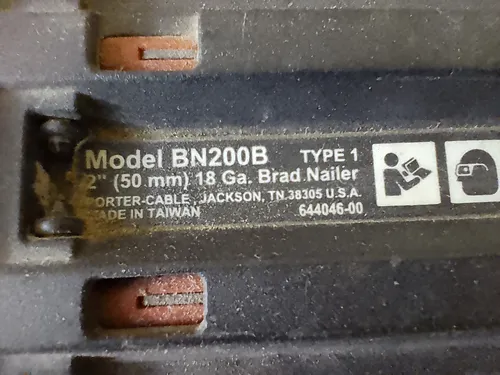 Model BN200B TYPE 1
2" (50 mm) 18 Ga. Brad Nailer
PORTER-CABLE, JACKSON, TN.38305 U.S.A.
MADE IN TAIWAN 644046-00